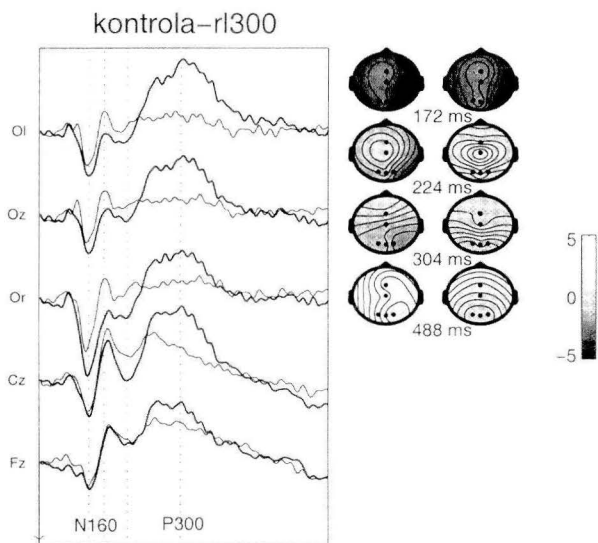 kontrola-rl300
Ol
Oz
Or
Cz
Fz
N160
P300
172 ms
224 ms
304 ms
488 ms
5
0
-5